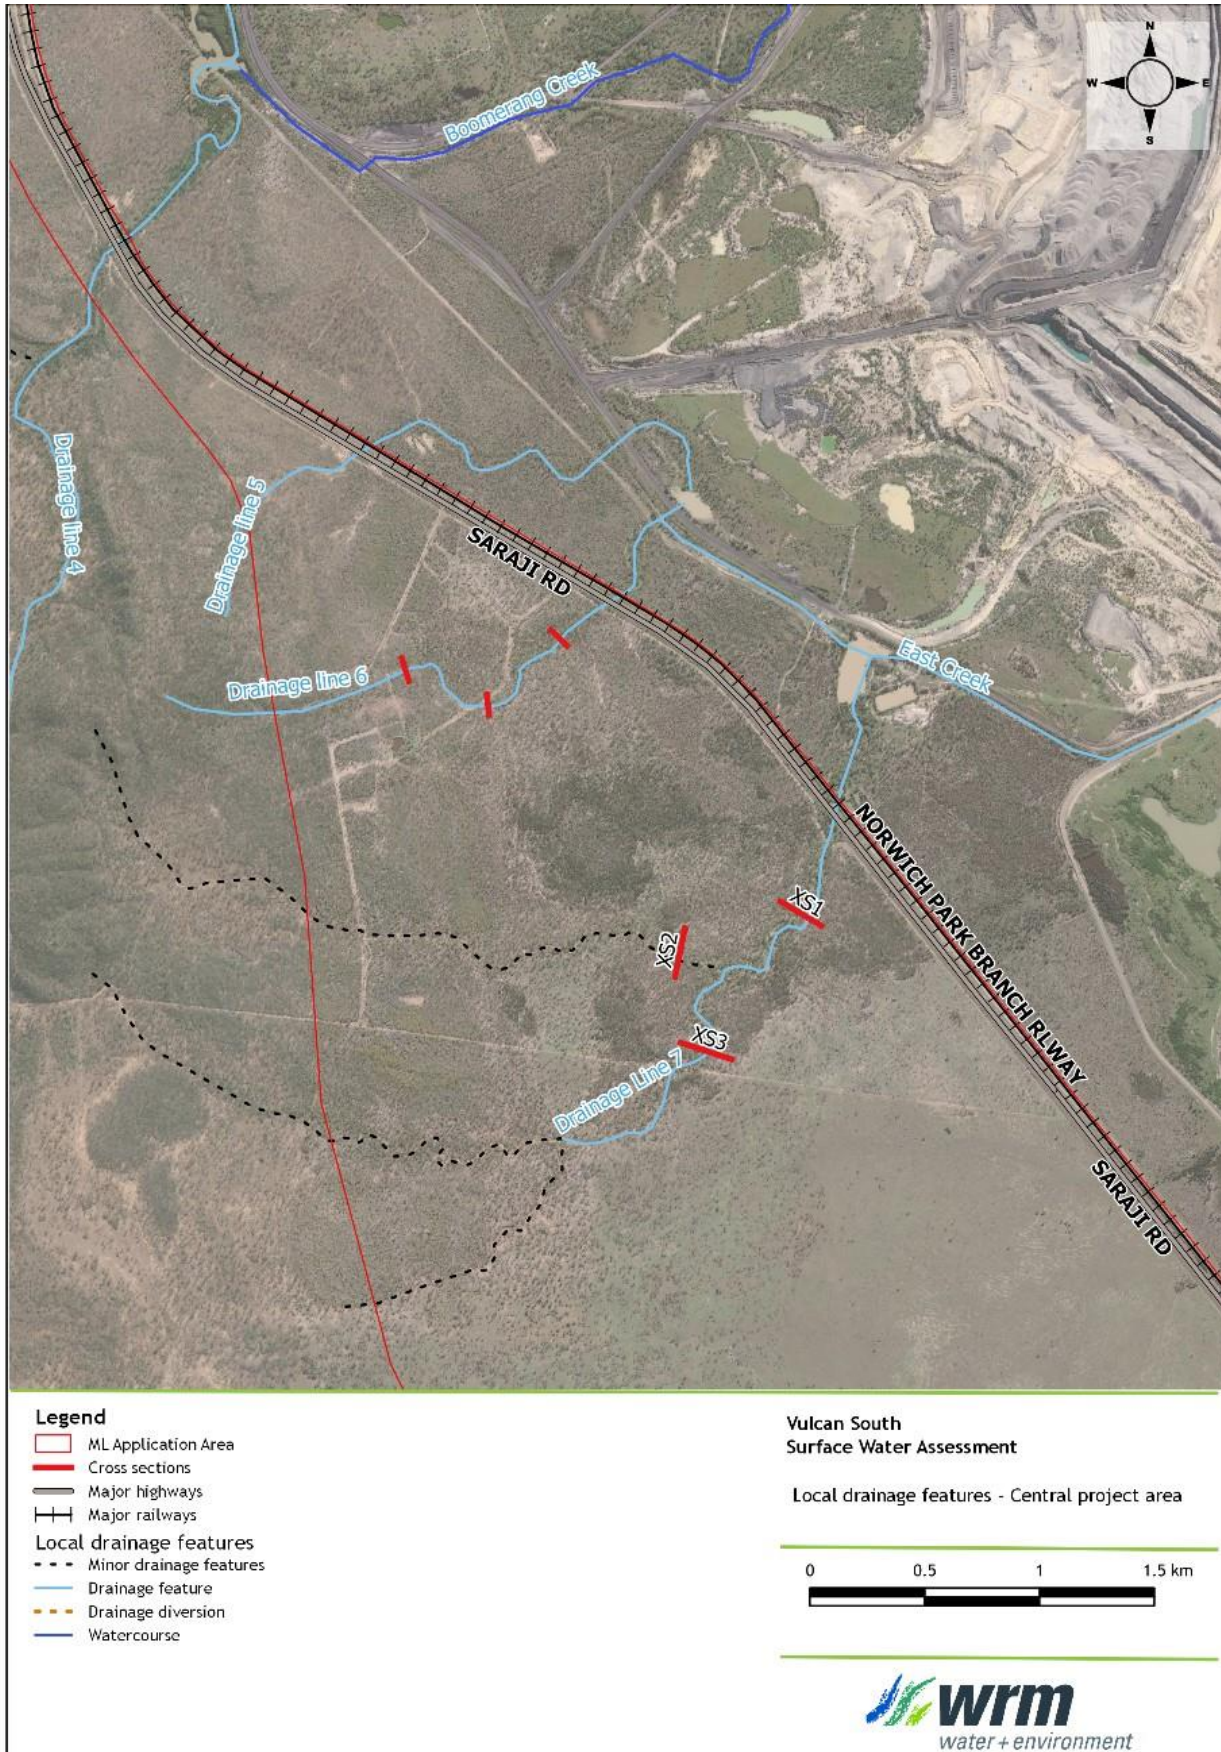 N
W E
S
Boomerang Creek
Drainage line 4
Drainage line 5
SARAJI RD
Drainage line 6
East Creek
NORWICH PARK BRANCH RLWAY
XS1
XS2
XS3
Drainage Line 7
SARAJI RD
Legend
ML Application Area
Cross sections
Major highways
Major railways
Local drainage features
Minor drainage features
Drainage feature
Drainage diversion
Watercourse
Vulcan South
Surface Water Assessment
Local drainage features - Central project area
0 0.5 1 1.5 km
wrm
water + environment